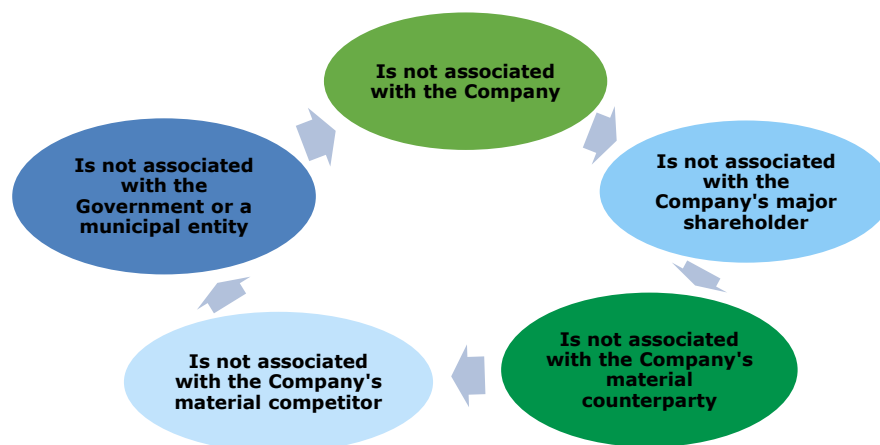 Is not associated
with the Company
Is not associated
with the
Company's major
shareholder
Is not associated
with the Company's
material
counterparty
Is not associated
with the Company's
material competitor
Is not associated
with the
Government or a
municipal entity